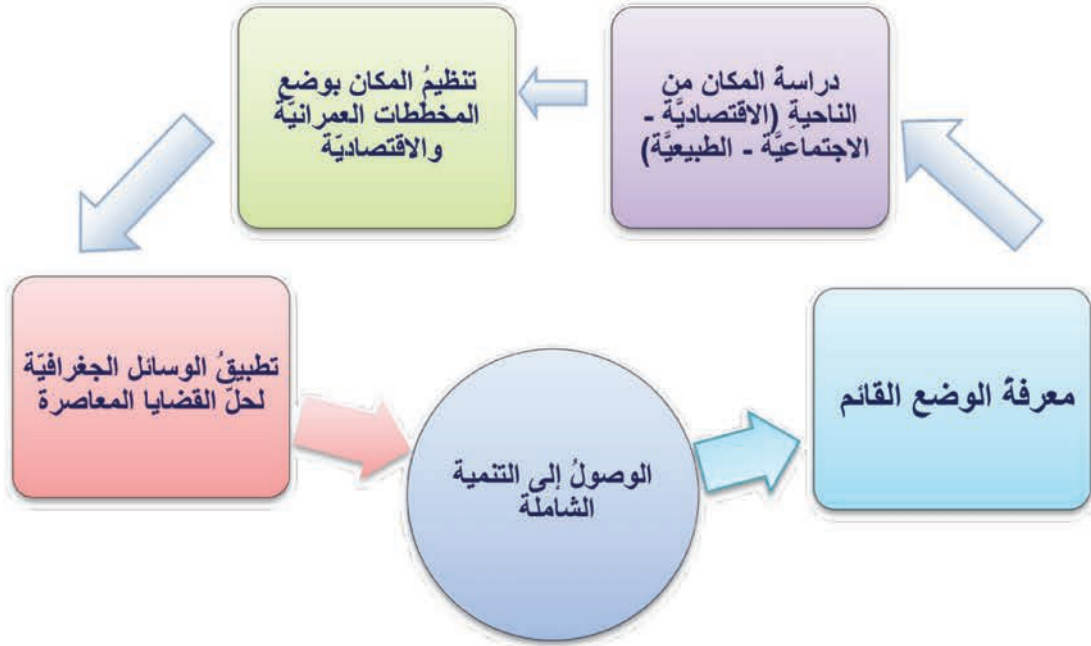 دراسةُ المكان من
الناحيةِ (الاقتصاديَّة -
الاجتماعيَّة - الطبيعيَّة)
تنظيمُ المكان بوضع
المخططات العمرانيّة
والاقتصاديّة
معرفةُ الوضع القائم
تطبيقُ الوسائل الجغرافيّة
لحلّ القضايا المعاصرة
الوصولُ إلى التنمية
الشاملة